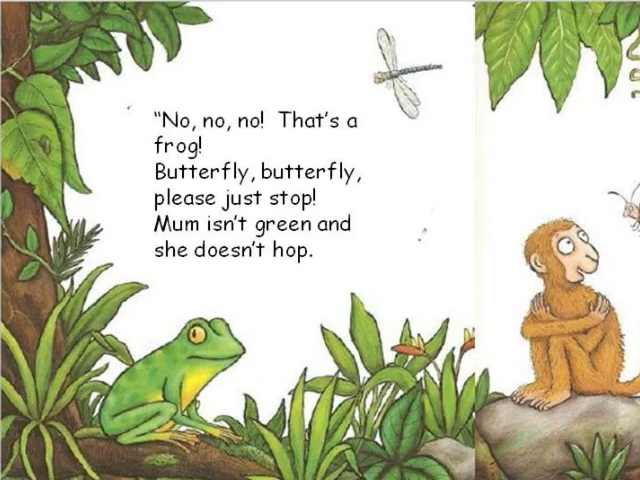 “No, no, no!  That’s a
frog!
Butterfly, butterfly,
please just stop!
Mum isn’t green and
she doesn’t hop.